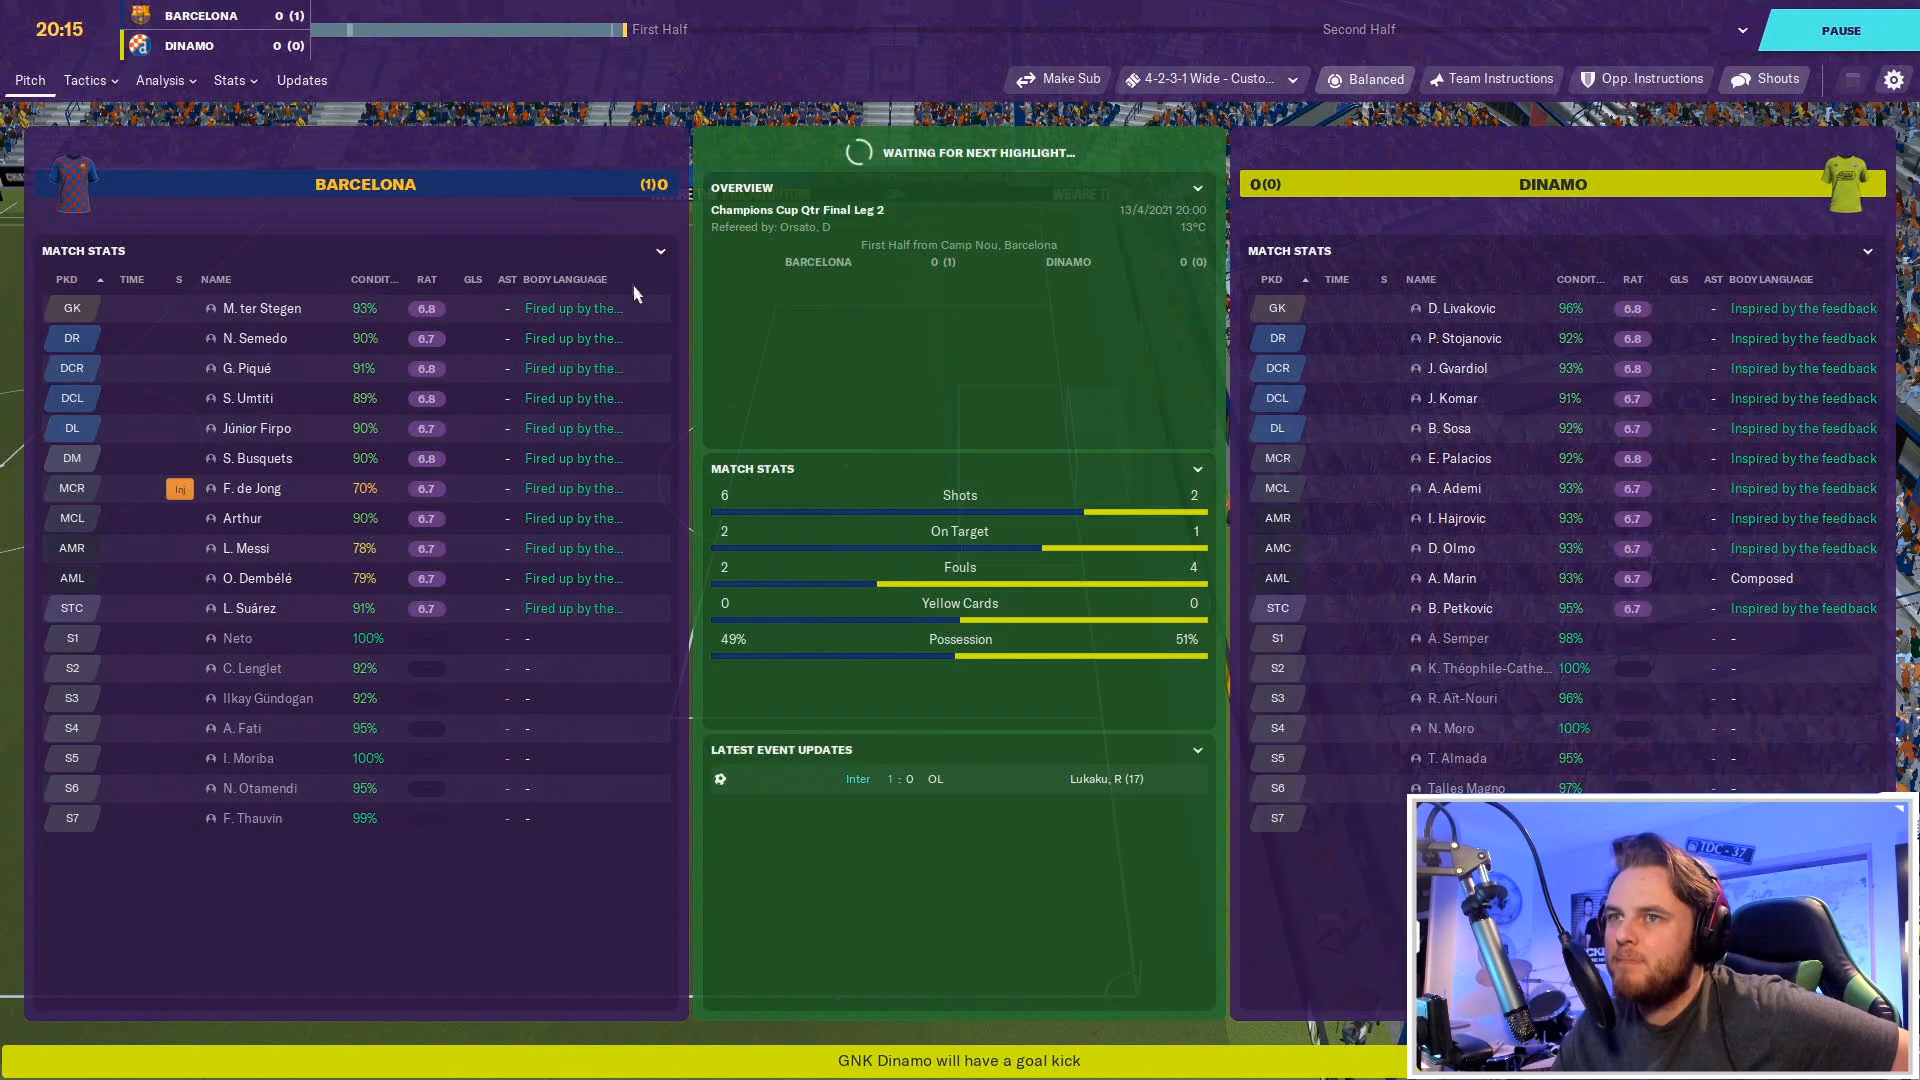 20:15
BARCELONA 0 (1)
DINAMO 0 (0)
First Half
Second Half
PAUSE
Pitch Tactics Analysis Stats Updates
Make Sub 4-2-3-1 Wide - Custo... Balanced Team Instructions Opp. Instructions Shouts
BARCELONA (1)0
MATCH STATS
PKD TIME S NAME CONDIT... RAT GLS AST BODY LANGUAGE
GK M. ter Stegen 93% 6.8 - Fired up by the...
DR N. Semedo 90% 6.7 - Fired up by the...
DCR G. Piqué 91% 6.8 - Fired up by the...
DCL S. Umtiti 89% 6.8 - Fired up by the...
DL Júnior Firpo 90% 6.7 - Fired up by the...
DM S. Busquets 90% 6.8 - Fired up by the...
MCR Inj F. de Jong 70% 6.7 - Fired up by the...
MCL Arthur 90% 6.7 - Fired up by the...
AMR L. Messi 78% 6.7 - Fired up by the...
AML O. Dembélé 79% 6.7 - Fired up by the...
STC L. Suárez 91% 6.7 - Fired up by the...
S1 Neto 100% - -
S2 C. Lenglet 92% - -
S3 Ilkay Gündogan 92% - -
S4 A. Fati 95% - -
S5 I. Moriba 100% - -
S6 N. Otamendi 95% - -
S7 F. Thauvin 99% - -
WAITING FOR NEXT HIGHLIGHT...
OVERVIEW
Champions Cup Qtr Final Leg 2 13/4/2021 20:00
Refereed by: Orsato, D 13°C
First Half from Camp Nou, Barcelona
BARCELONA 0 (1) DINAMO 0 (0)
MATCH STATS
6 Shots 2
2 On Target 1
2 Fouls 4
0 Yellow Cards 0
49% Possession 51%
LATEST EVENT UPDATES
Inter 1 : 0 OL Lukaku, R (17)
0(0) DINAMO
MATCH STATS
PKD TIME S NAME CONDIT... RAT GLS AST BODY LANGUAGE
GK D. Livakovic 96% 6.8 - Inspired by the feedback
DR P. Stojanovic 92% 6.8 - Inspired by the feedback
DCR J. Gvardiol 93% 6.8 - Inspired by the feedback
DCL J. Komar 91% 6.7 - Inspired by the feedback
DL B. Sosa 92% 6.7 - Inspired by the feedback
MCR E. Palacios 92% 6.8 - Inspired by the feedback
MCL A. Ademi 93% 6.7 - Inspired by the feedback
AMR I. Hajrovic 93% 6.7 - Inspired by the feedback
AMC D. Olmo 93% 6.7 - Inspired by the feedback
AML A. Marin 93% 6.7 - Composed
STC B. Petkovic 95% 6.7 - Inspired by the feedback
S1 A. Semper 98% - -
S2 K. Théophile-Cathe... 100% - -
S3 R. Aït-Nouri 96% - -
S4 N. Moro 100% - -
S5 T. Almada 95% - -
S6 Talles Magno 97% - -
S7
TDC - 37
GNK Dinamo will have a goal kick